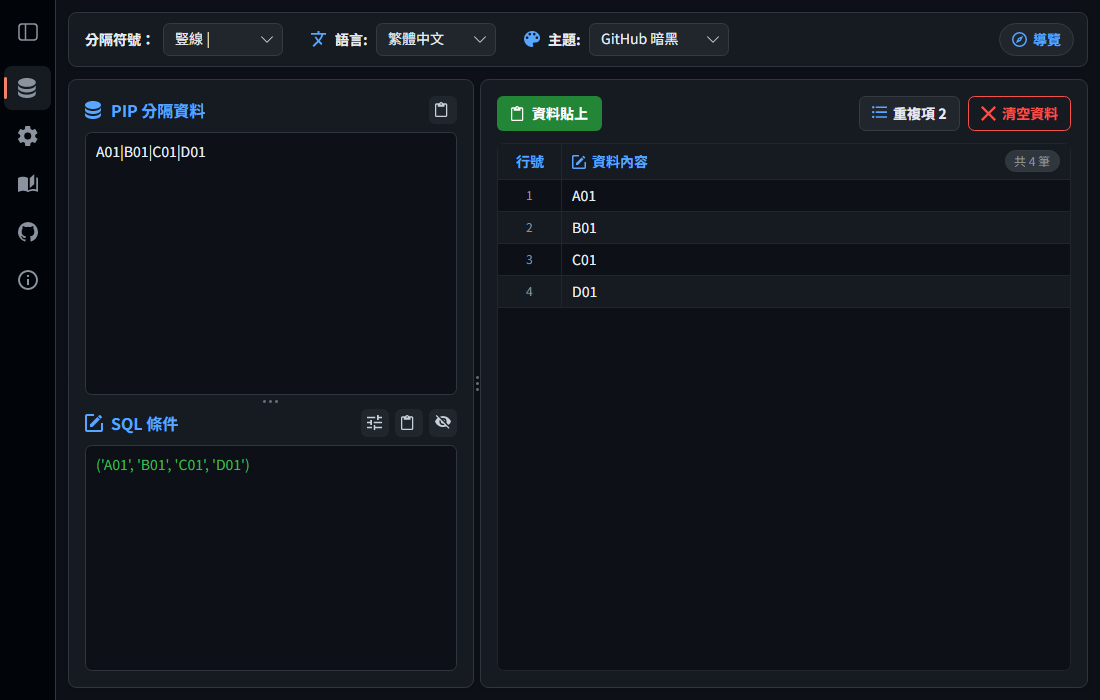 分隔符號： 豎線 | 語言: 繁體中文 主題: GitHub 暗黑 導覽
PIP 分隔資料
A01|B01|C01|D01
SQL 條件
('A01', 'B01', 'C01', 'D01')
資料貼上 重複項 2 清空資料
行號 資料內容 共 4 筆
1 A01
2 B01
3 C01
4 D01